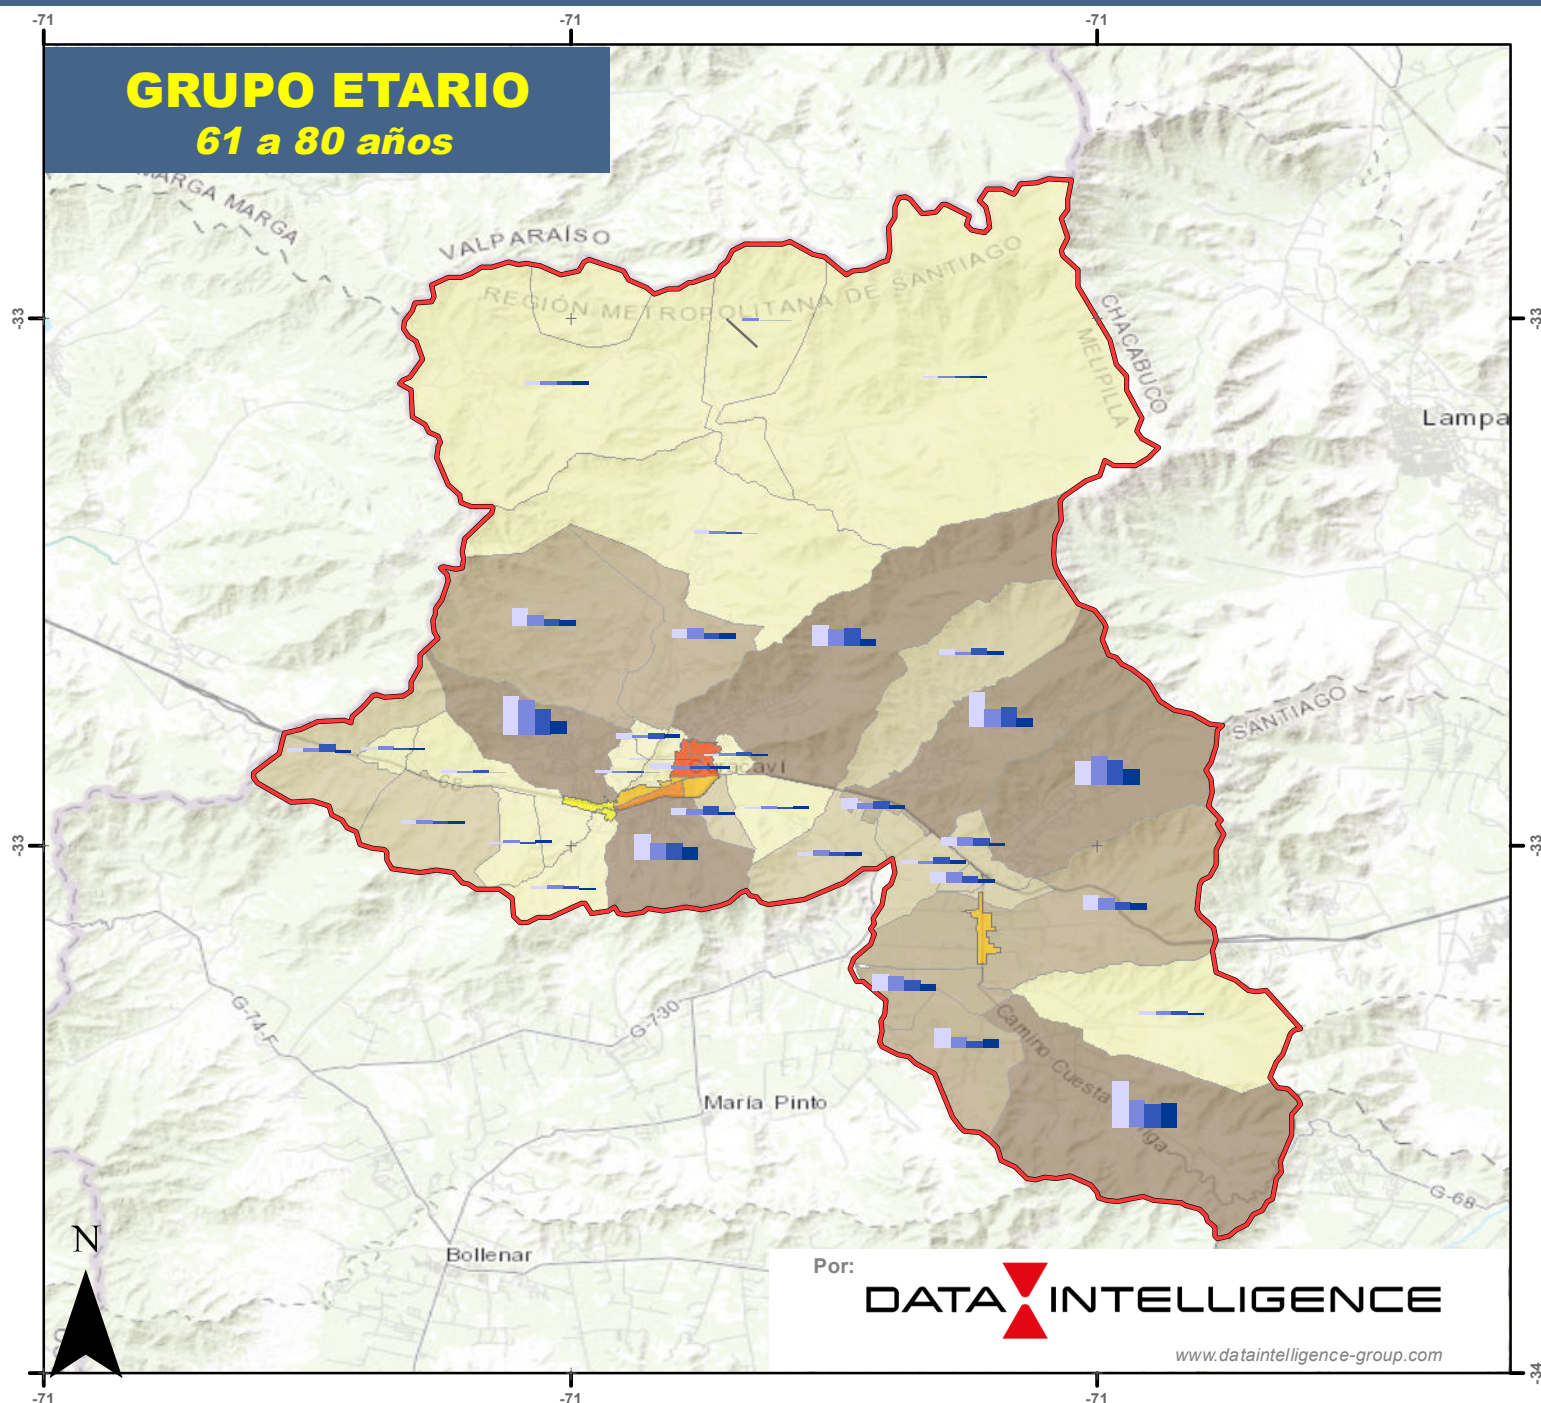 -71
-71
-71
GRUPO ETARIO
61 a 80 años
MARGA MARGA
VALPARAÍSO
REGIÓN METROPOLITANA DE SANTIAGO
CHACABUCO
MELIPILLA
-33
-33
Lampa
SANTIAGO
Curacaví
68
-33
-33
G-74-F
G-730
Camino Cuesta
María Pinto
G-68
N
Bollenar
Por:
DATA INTELLIGENCE
www.dataintelligence-group.com
-34
-71
-71
-71